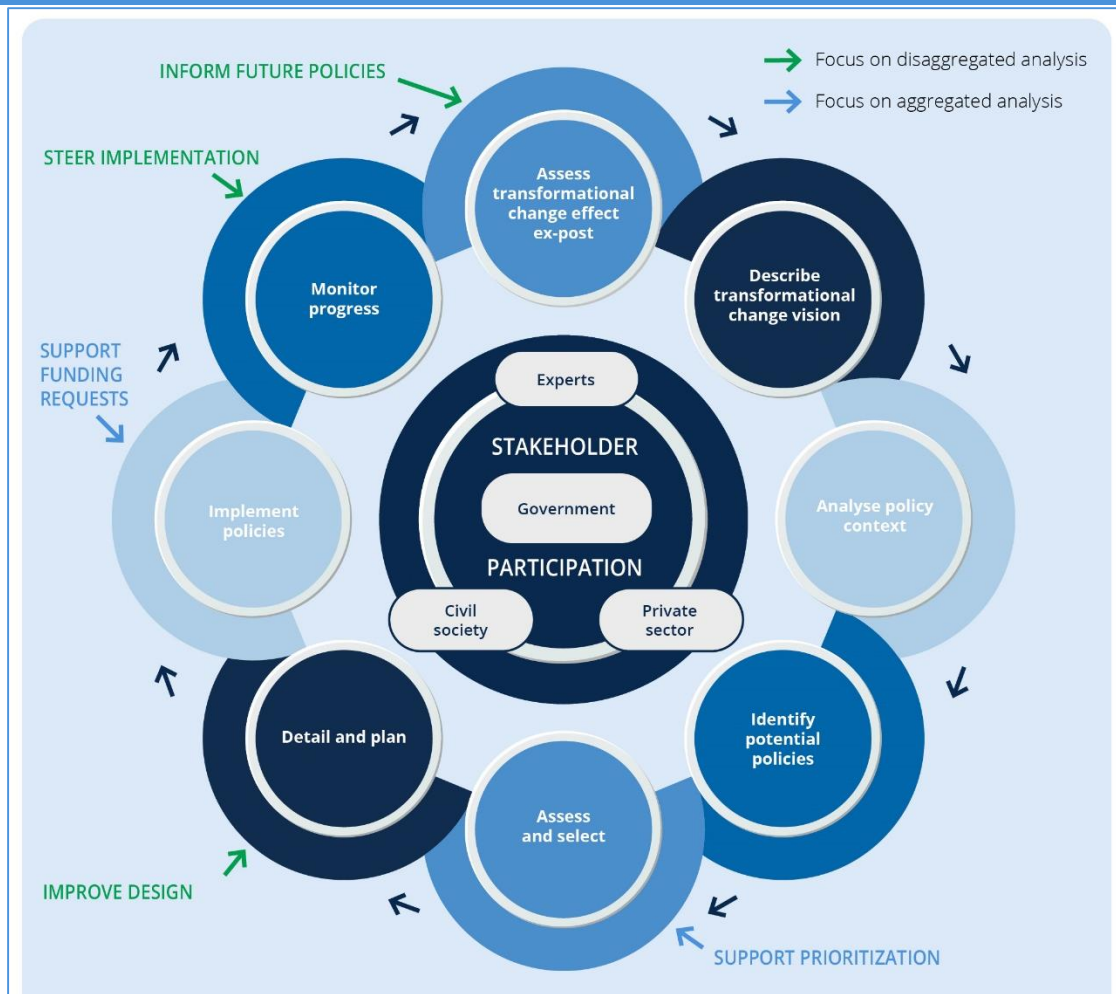 INFORM FUTURE POLICIES
Focus on disaggregated analysis
Focus on aggregated analysis
STEER IMPLEMENTATION
Assess
transformational
change effect
ex-post
Describe
transformational
change vision
Monitor
progress
SUPPORT
FUNDING
REQUESTS
Experts
STAKEHOLDER
Government
PARTICIPATION
Civil
society
Private
sector
Implement
policies
Analyse policy
context
Detail and plan
Identify
potential
policies
Assess
and select
IMPROVE DESIGN
SUPPORT PRIORITIZATION